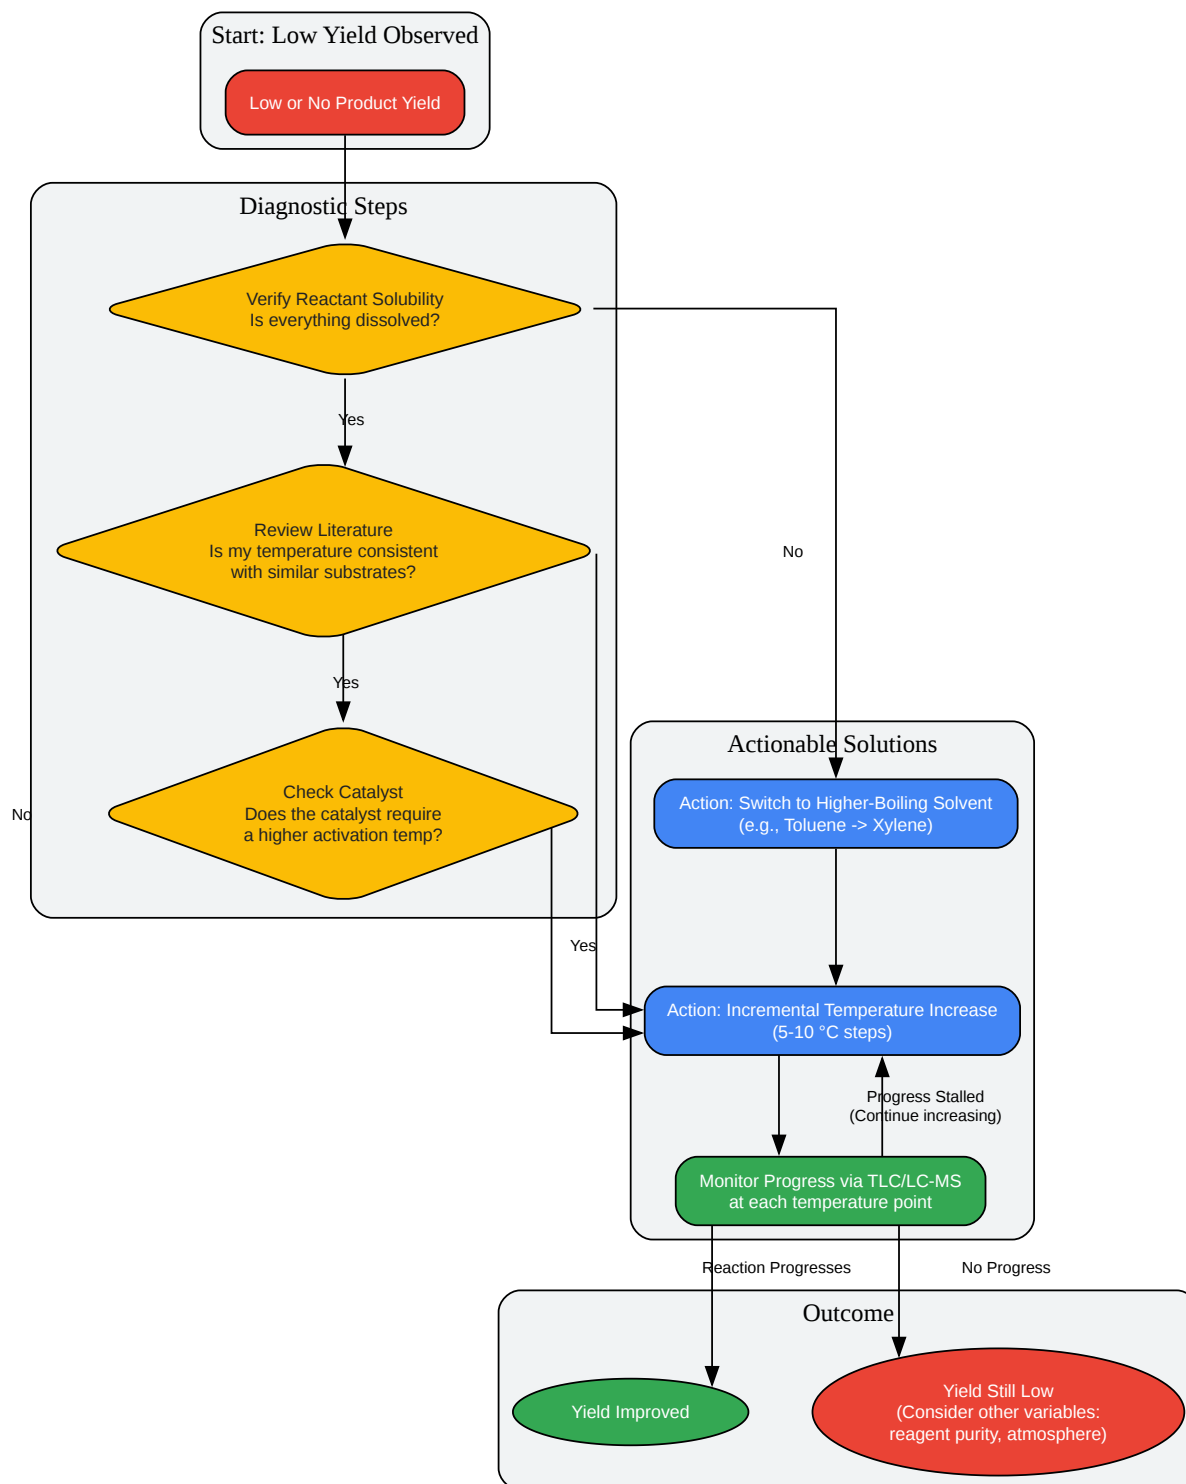 Start: Low Yield Observed
Low or No Product Yield
Diagnostic Steps
Verify Reactant Solubility
Is everything dissolved?
Yes
No
Review Literature
Is my temperature consistent
with similar substrates?
Yes
Actionable Solutions
Check Catalyst
Does the catalyst require
a higher activation temp?
No
Action: Switch to Higher-Boiling Solvent
(e.g., Toluene -> Xylene)
Yes
Action: Incremental Temperature Increase
(5-10 °C steps)
Progress Stalled
(Continue increasing)
Monitor Progress via TLC/LC-MS
at each temperature point
Reaction Progresses
No Progress
Outcome
Yield Improved
Yield Still Low
(Consider other variables:
reagent purity, atmosphere)